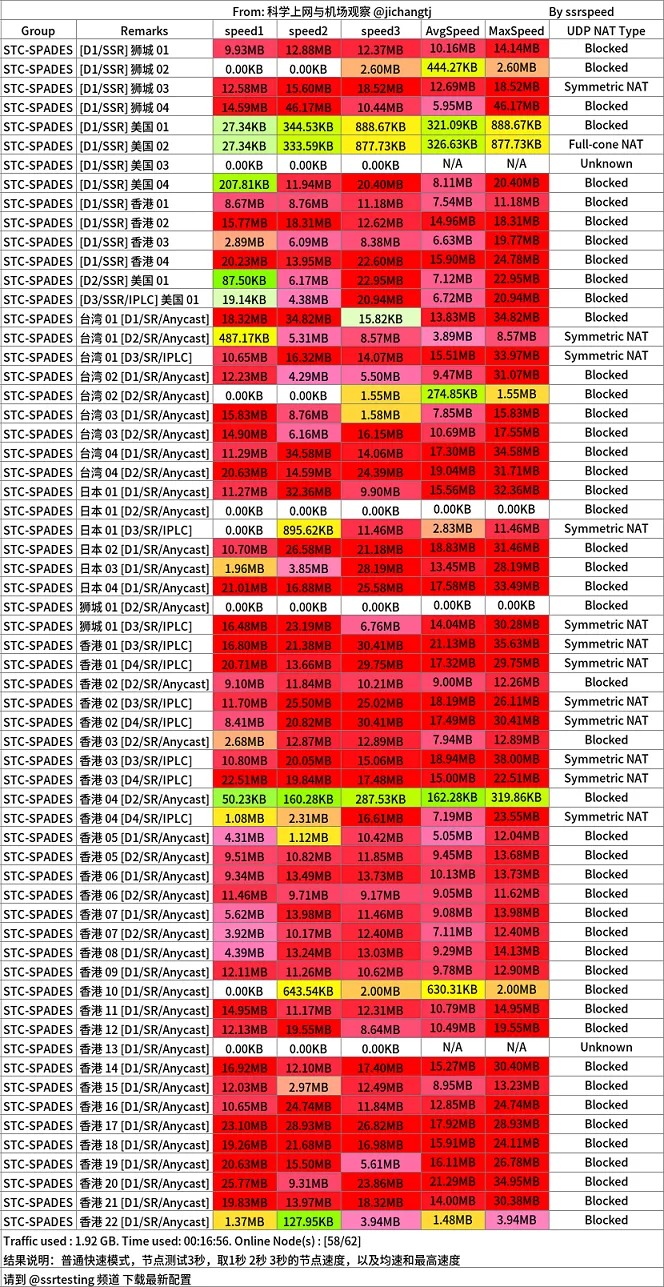 From: 科学上网与机场观察 @jichangtj By ssrspeed
Group Remarks speed1 speed2 speed3 AvgSpeed MaxSpeed UDP NAT Type
STC-SPADES [D1/SSR] 狮城 01 9.93MB 12.88MB 12.37MB 10.16MB 14.14MB Blocked
STC-SPADES [D1/SSR] 狮城 02 0.00KB 0.00KB 2.60MB 444.27KB 2.60MB Blocked
STC-SPADES [D1/SSR] 狮城 03 12.58MB 15.60MB 18.52MB 12.69MB 18.52MB Symmetric NAT
STC-SPADES [D1/SSR] 狮城 04 14.59MB 46.17MB 10.44MB 5.95MB 46.17MB Blocked
STC-SPADES [D1/SSR] 美国 01 27.34KB 344.53KB 888.67KB 321.09KB 888.67KB Blocked
STC-SPADES [D1/SSR] 美国 02 27.34KB 333.59KB 877.73KB 326.63KB 877.73KB Full-cone NAT
STC-SPADES [D1/SSR] 美国 03 0.00KB 0.00KB 0.00KB N/A N/A Unknown
STC-SPADES [D1/SSR] 美国 04 207.81KB 11.94MB 20.40MB 8.11MB 20.40MB Blocked
STC-SPADES [D1/SSR] 香港 01 8.67MB 8.76MB 11.18MB 7.54MB 11.18MB Blocked
STC-SPADES [D1/SSR] 香港 02 15.77MB 18.31MB 12.62MB 14.96MB 18.31MB Blocked
STC-SPADES [D1/SSR] 香港 03 2.89MB 6.09MB 8.38MB 6.63MB 19.77MB Blocked
STC-SPADES [D1/SSR] 香港 04 20.23MB 13.95MB 22.60MB 15.90MB 24.78MB Blocked
STC-SPADES [D2/SSR] 美国 01 87.50KB 6.17MB 22.95MB 7.12MB 22.95MB Blocked
STC-SPADES [D3/SSR/IPLC] 美国 01 19.14KB 4.38MB 20.94MB 6.72MB 20.94MB Blocked
STC-SPADES 台湾 01 [D1/SR/Anycast] 18.32MB 34.82MB 15.82KB 13.83MB 34.82MB Blocked
STC-SPADES 台湾 01 [D2/SR/Anycast] 487.17KB 5.31MB 8.57MB 3.89MB 8.57MB Symmetric NAT
STC-SPADES 台湾 01 [D3/SR/IPLC] 10.65MB 16.32MB 14.07MB 15.51MB 33.97MB Symmetric NAT
STC-SPADES 台湾 02 [D1/SR/Anycast] 12.23MB 4.29MB 5.50MB 9.47MB 31.07MB Blocked
STC-SPADES 台湾 02 [D2/SR/Anycast] 0.00KB 0.00KB 1.55MB 274.85KB 1.55MB Blocked
STC-SPADES 台湾 03 [D1/SR/Anycast] 15.83MB 8.76MB 1.58MB 7.85MB 15.83MB Blocked
STC-SPADES 台湾 03 [D2/SR/Anycast] 14.90MB 6.16MB 16.15MB 10.69MB 17.55MB Blocked
STC-SPADES 台湾 04 [D1/SR/Anycast] 11.29MB 34.58MB 14.06MB 17.30MB 34.58MB Blocked
STC-SPADES 台湾 04 [D2/SR/Anycast] 20.63MB 14.59MB 24.39MB 19.04MB 31.71MB Blocked
STC-SPADES 日本 01 [D1/SR/Anycast] 11.27MB 32.36MB 9.90MB 15.56MB 32.36MB Blocked
STC-SPADES 日本 01 [D2/SR/Anycast] 0.00KB 0.00KB 0.00KB 0.00KB 0.00KB Blocked
STC-SPADES 日本 01 [D3/SR/IPLC] 0.00KB 895.62KB 11.46MB 2.83MB 11.46MB Symmetric NAT
STC-SPADES 日本 02 [D1/SR/Anycast] 10.70MB 26.58MB 21.18MB 18.83MB 31.46MB Blocked
STC-SPADES 日本 03 [D1/SR/Anycast] 1.96MB 3.85MB 28.19MB 13.45MB 28.19MB Blocked
STC-SPADES 日本 04 [D1/SR/Anycast] 21.01MB 16.88MB 25.58MB 17.58MB 33.49MB Blocked
STC-SPADES 狮城 01 [D2/SR/Anycast] 0.00KB 0.00KB 0.00KB 0.00KB 0.00KB Blocked
STC-SPADES 狮城 01 [D3/SR/IPLC] 16.48MB 23.19MB 6.76MB 14.04MB 30.28MB Symmetric NAT
STC-SPADES 香港 01 [D3/SR/IPLC] 16.80MB 21.38MB 30.41MB 21.13MB 35.63MB Symmetric NAT
STC-SPADES 香港 01 [D4/SR/IPLC] 20.71MB 13.66MB 29.75MB 17.32MB 29.75MB Symmetric NAT
STC-SPADES 香港 02 [D2/SR/Anycast] 9.10MB 11.84MB 10.21MB 9.00MB 12.26MB Blocked
STC-SPADES 香港 02 [D3/SR/IPLC] 11.70MB 25.50MB 25.02MB 18.19MB 26.11MB Symmetric NAT
STC-SPADES 香港 02 [D4/SR/IPLC] 8.41MB 20.82MB 30.41MB 17.49MB 30.41MB Symmetric NAT
STC-SPADES 香港 03 [D2/SR/Anycast] 2.68MB 12.87MB 12.89MB 7.94MB 12.89MB Blocked
STC-SPADES 香港 03 [D3/SR/IPLC] 10.80MB 20.05MB 15.06MB 18.94MB 38.00MB Symmetric NAT
STC-SPADES 香港 03 [D4/SR/IPLC] 22.51MB 19.84MB 17.48MB 15.00MB 22.51MB Symmetric NAT
STC-SPADES 香港 04 [D2/SR/Anycast] 50.23KB 160.28KB 287.53KB 162.28KB 319.86KB Blocked
STC-SPADES 香港 04 [D4/SR/IPLC] 1.08MB 2.31MB 16.61MB 7.19MB 23.55MB Symmetric NAT
STC-SPADES 香港 05 [D1/SR/Anycast] 4.31MB 1.12MB 10.42MB 5.05MB 12.04MB Blocked
STC-SPADES 香港 05 [D2/SR/Anycast] 9.51MB 10.82MB 11.85MB 9.45MB 13.68MB Blocked
STC-SPADES 香港 06 [D1/SR/Anycast] 9.34MB 13.49MB 13.73MB 10.13MB 13.73MB Blocked
STC-SPADES 香港 06 [D2/SR/Anycast] 11.46MB 9.71MB 9.17MB 9.05MB 11.62MB Blocked
STC-SPADES 香港 07 [D1/SR/Anycast] 5.62MB 13.98MB 11.46MB 9.08MB 13.98MB Blocked
STC-SPADES 香港 07 [D2/SR/Anycast] 3.92MB 10.17MB 12.40MB 7.11MB 12.40MB Blocked
STC-SPADES 香港 08 [D1/SR/Anycast] 4.39MB 13.24MB 13.03MB 9.29MB 14.13MB Blocked
STC-SPADES 香港 09 [D1/SR/Anycast] 12.11MB 11.26MB 10.62MB 9.78MB 12.90MB Blocked
STC-SPADES 香港 10 [D1/SR/Anycast] 0.00KB 643.54KB 2.00MB 630.31KB 2.00MB Blocked
STC-SPADES 香港 11 [D1/SR/Anycast] 14.95MB 11.17MB 12.31MB 10.79MB 14.95MB Blocked
STC-SPADES 香港 12 [D1/SR/Anycast] 12.13MB 19.55MB 8.64MB 10.49MB 19.55MB Blocked
STC-SPADES 香港 13 [D1/SR/Anycast] 0.00KB 0.00KB 0.00KB N/A N/A Unknown
STC-SPADES 香港 14 [D1/SR/Anycast] 16.92MB 12.10MB 17.40MB 15.27MB 30.40MB Blocked
STC-SPADES 香港 15 [D1/SR/Anycast] 12.03MB 2.97MB 12.49MB 8.95MB 13.23MB Blocked
STC-SPADES 香港 16 [D1/SR/Anycast] 10.65MB 24.74MB 11.84MB 12.85MB 24.74MB Blocked
STC-SPADES 香港 17 [D1/SR/Anycast] 23.10MB 28.93MB 26.82MB 17.92MB 28.93MB Blocked
STC-SPADES 香港 18 [D1/SR/Anycast] 19.26MB 21.68MB 16.98MB 15.91MB 24.11MB Blocked
STC-SPADES 香港 19 [D1/SR/Anycast] 20.63MB 15.50MB 5.61MB 16.11MB 26.78MB Blocked
STC-SPADES 香港 20 [D1/SR/Anycast] 25.77MB 9.31MB 23.86MB 21.29MB 34.95MB Blocked
STC-SPADES 香港 21 [D1/SR/Anycast] 19.83MB 13.97MB 18.32MB 14.00MB 30.38MB Blocked
STC-SPADES 香港 22 [D1/SR/Anycast] 1.37MB 127.95KB 3.94MB 1.48MB 3.94MB Blocked
Traffic used : 1.92 GB. Time used: 00:16:56. Online Node(s) : [58/62]
结果说明：普通快速模式，节点测试3秒，取1秒 2秒 3秒的节点速度，以及均速和最高速度
请到 @ssrtesting 频道 下载最新配置